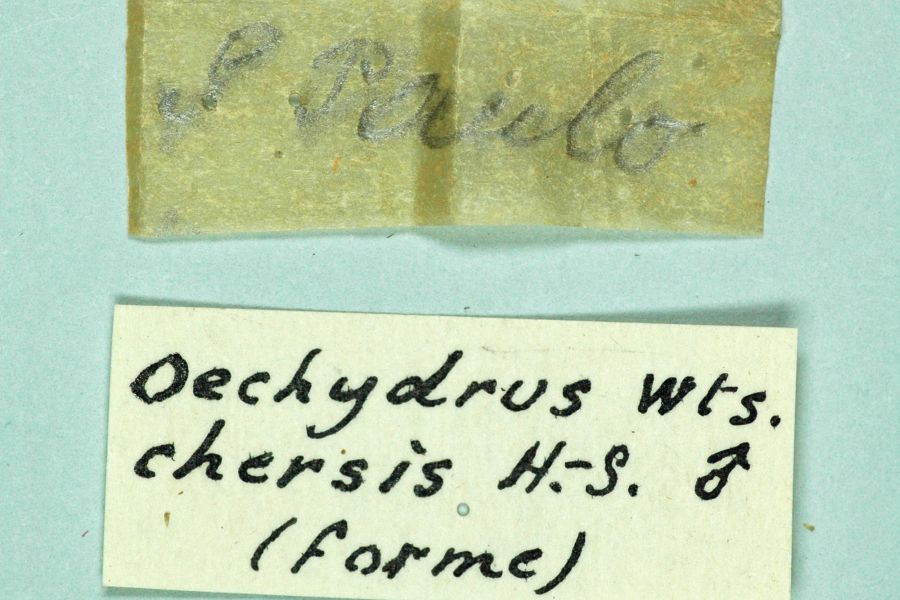 S Paulo
Oechydrus Wts.
chersis H.-S. ♂
(forme)